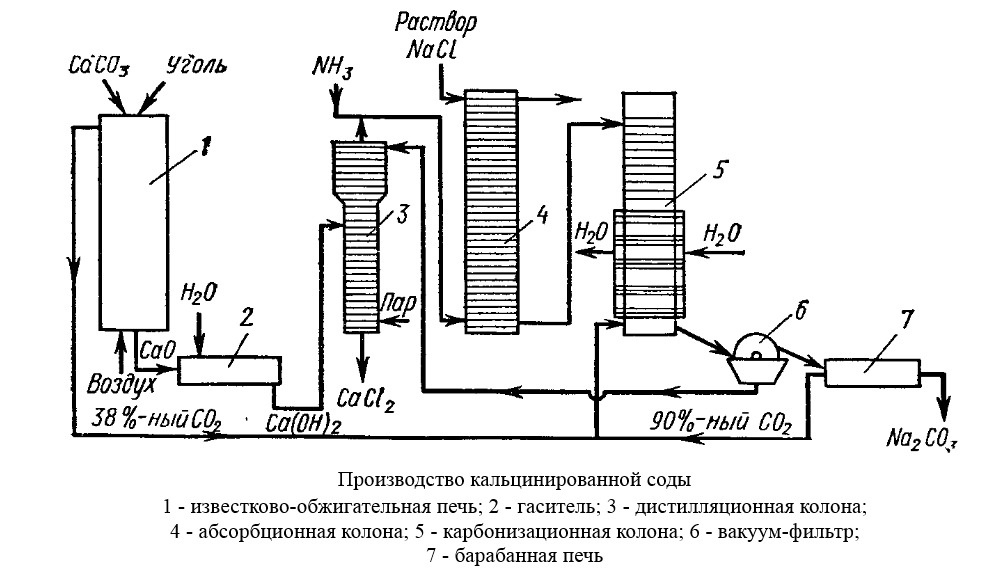 Раствор
NaCl
CaCO3
Уголь
NH3
1
2
3
4
5
6
7
H2O
H2O
H2O
Пар
CaO
Воздух
CaCl2
Ca(OH)2
38%-ный CO2
90%-ный CO2
Na2CO3
Производство кальцинированной соды
1 - известково-обжигательная печь; 2 - гаситель; 3 - дистилляционная колона;
4 - абсорбционная колона; 5 - карбонизационная колона; 6 - вакуум-фильтр;
7 - барабанная печь